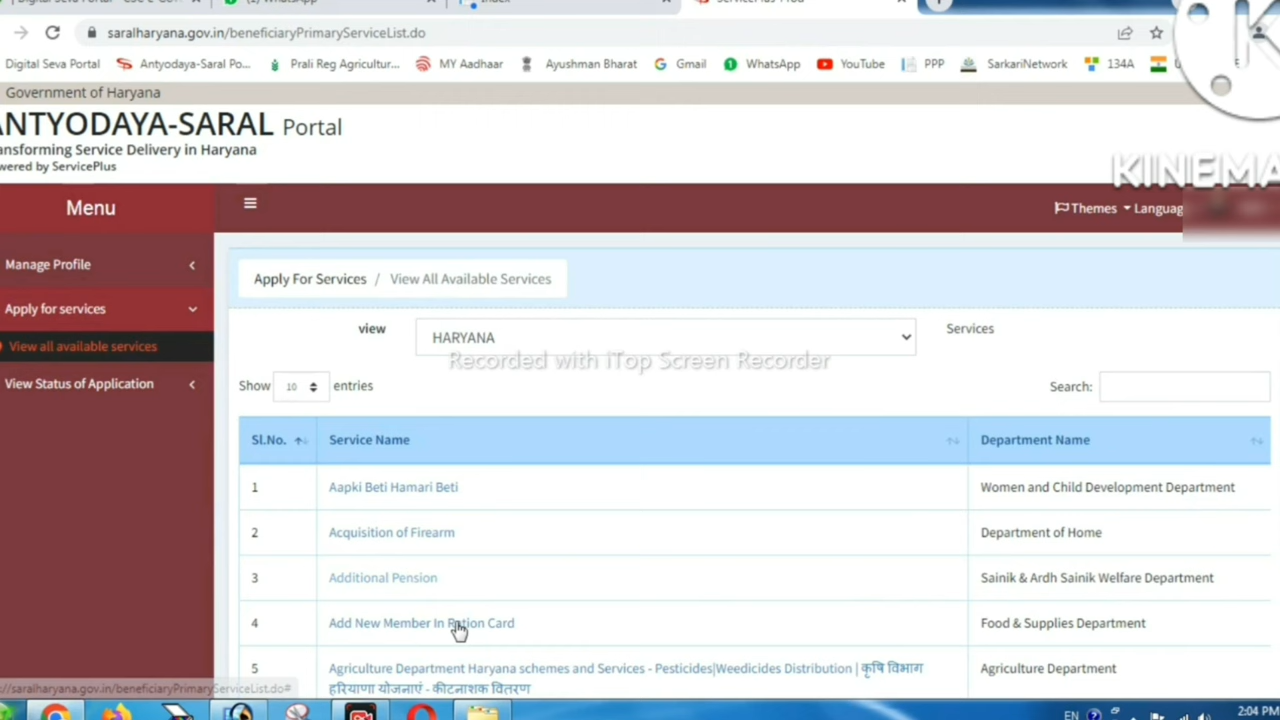 WhatsApp
saralharyana.gov.in/beneficiaryPrimaryServiceList.do
Digital Seva Portal Antyodaya-Saral Po... Prali Reg Agricultur... MY Aadhaar Ayushman Bharat Gmail WhatsApp YouTube PPP SarkariNetwork 134A
Government of Haryana
ANTYODAYA-SARAL Portal
ansforming Service Delivery in Haryana
wered by ServicePlus
KINEMA
Menu
Themes Languag
Manage Profile
Apply for services
View all available services
View Status of Application
Apply For Services / View All Available Services
view HARYANA Services
Recorded with iTop Screen Recorder
Show 10 entries Search:
Sl.No. Service Name Department Name
1 Aapki Beti Hamari Beti Women and Child Development Department
2 Acquisition of Firearm Department of Home
3 Additional Pension Sainik & Ardh Sainik Welfare Department
4 Add New Member In Ration Card Food & Supplies Department
5 Agriculture Department Haryana schemes and Services - Pesticides|Weedicides Distribution | कृषि विभाग Agriculture Department
हरियाणा योजनाएं - कीटनाशक वितरण
://saralharyana.gov.in/beneficiaryPrimaryServiceList.do#
EN 2:04 PM